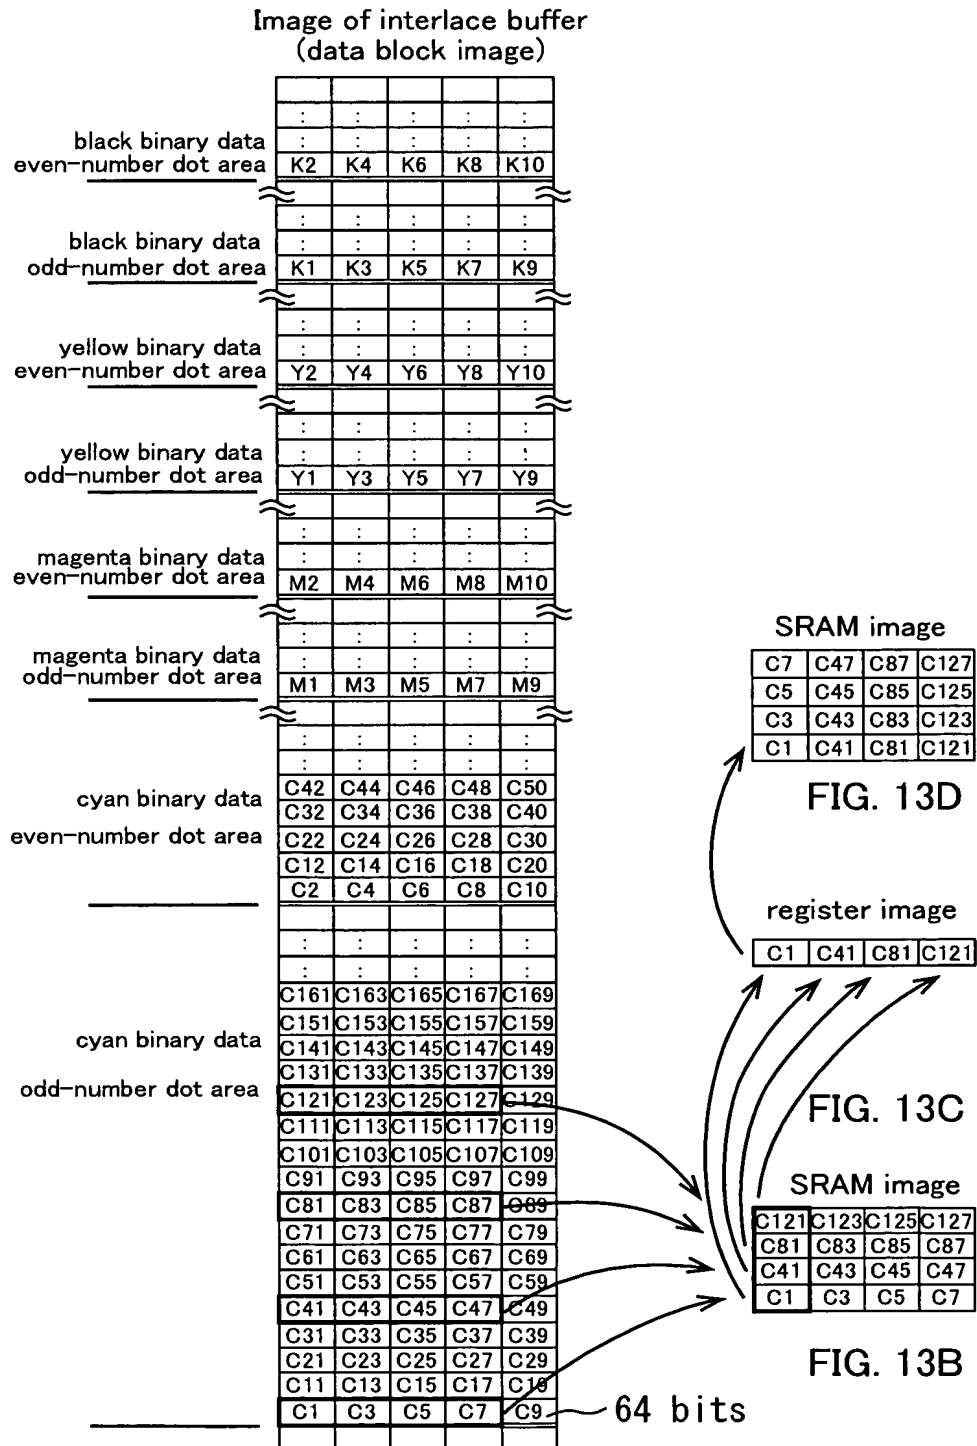 Image of interlace buffer
(data block image)
: : : : :
: : : : :
black binary data
even-number dot area K2 K4 K6 K8 K10
: : : : :
: : : : :
black binary data
odd-number dot area K1 K3 K5 K7 K9
: : : : :
: : : : :
yellow binary data
even-number dot area Y2 Y4 Y6 Y8 Y10
: : : : :
: : : : :
yellow binary data
odd-number dot area Y1 Y3 Y5 Y7 Y9
: : : : :
: : : : :
magenta binary data
even-number dot area M2 M4 M6 M8 M10
: : : : :
: : : : :
magenta binary data
odd-number dot area M1 M3 M5 M7 M9
: : : : :
: : : : :
C42 C44 C46 C48 C50
cyan binary data
C32 C34 C36 C38 C40
even-number dot area C22 C24 C26 C28 C30
C12 C14 C16 C18 C20
C2 C4 C6 C8 C10
: : : : :
: : : : :
C161 C163 C165 C167 C169
C151 C153 C155 C157 C159
cyan binary data C141 C143 C145 C147 C149
C131 C133 C135 C137 C139
odd-number dot area
C121 C123 C125 C127 C129
C111 C113 C115 C117 C119
C101 C103 C105 C107 C109
C91 C93 C95 C97 C99
C81 C83 C85 C87 C89
C71 C73 C75 C77 C79
C61 C63 C65 C67 C69
C51 C53 C55 C57 C59
C41 C43 C45 C47 C49
C31 C33 C35 C37 C39
C21 C23 C25 C27 C29
C11 C13 C15 C17 C19
C1 C3 C5 C7 C9 64 bits
SRAM image
C7 C47 C87 C127
C5 C45 C85 C125
C3 C43 C83 C123
C1 C41 C81 C121
FIG. 13D
register image
C1 C41 C81 C121
FIG. 13C
SRAM image
C121 C123 C125 C127
C81 C83 C85 C87
C41 C43 C45 C47
C1 C3 C5 C7
FIG. 13B